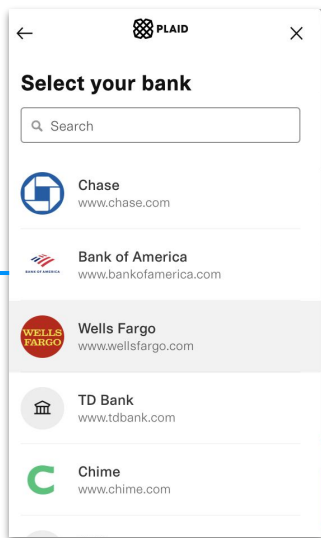 PLAID
Select your bank
Search
Chase
www.chase.com
BANK OF AMERICA
Bank of America
www.bankofamerica.com
WELLS
FARGO
Wells Fargo
www.wellsfargo.com
TD Bank
www.tdbank.com
C
Chime
www.chime.com